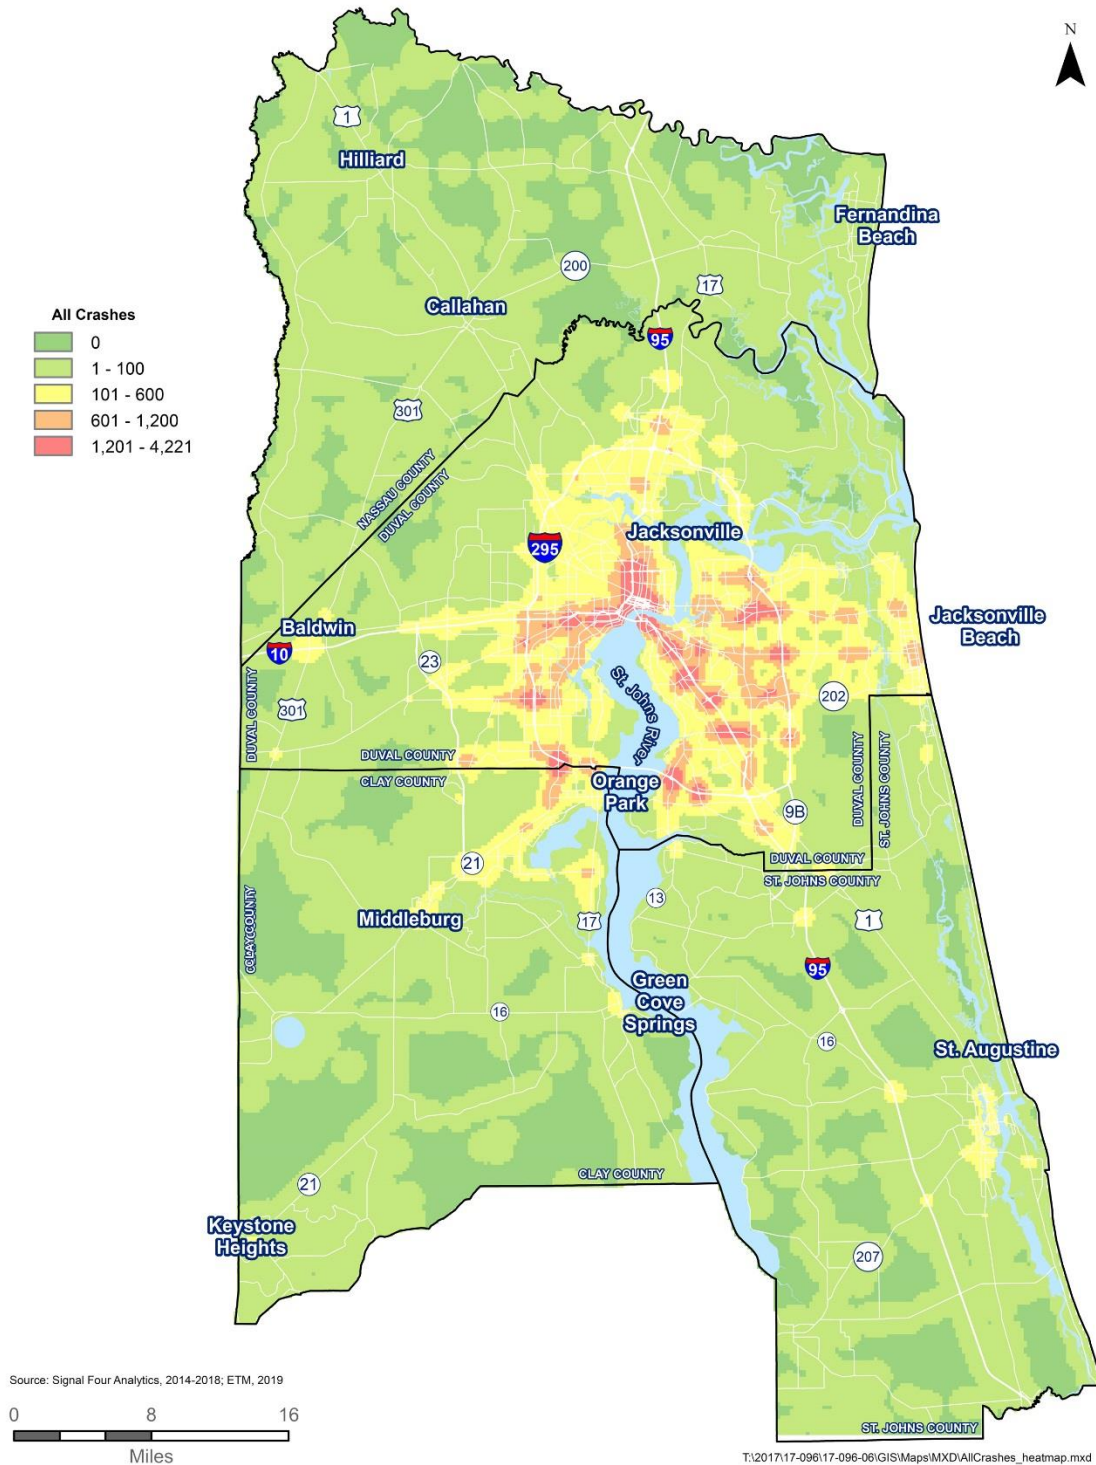 N
1
Hilliard
Fernandina
Beach
200
17
Callahan
95
All Crashes
0
1 - 100
101 - 600
601 - 1,200
1,201 - 4,221
301
NASSAU COUNTY
DUVAL COUNTY
Jacksonville
295
Baldwin
Jacksonville
Beach
10
23
St. Johns River
301
202
DUVAL COUNTY
DUVAL COUNTY
CLAY COUNTY
DUVAL COUNTY
ST. JOHNS COUNTY
Orange
Park
9B
DUVAL COUNTY
ST. JOHNS COUNTY
21
13
Middleburg
17
1
CLAY COUNTY
95
Green
Cove
Springs
16
16
St. Augustine
CLAY COUNTY
21
Keystone
Heights
207
Source: Signal Four Analytics, 2014-2018; ETM, 2019
0 8 16
Miles
ST. JOHNS COUNTY
T:\2017\17-096\17-096-06\GIS\Maps\MXD\AllCrashes_heatmap.mxd